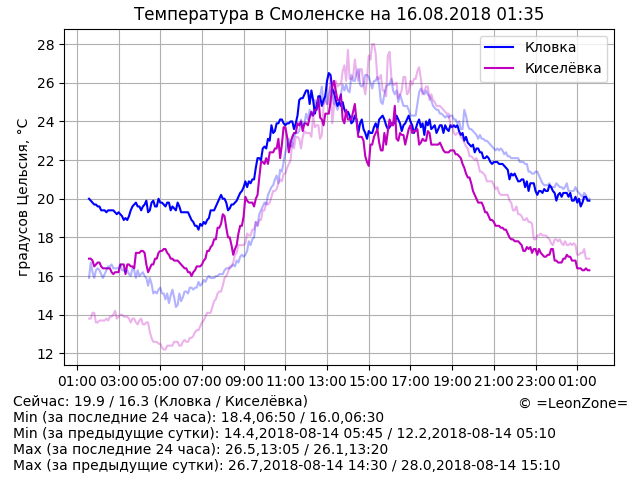 Температура в Смоленске на 16.08.2018 01:35
28
26
24
22
20
18
16
14
12
градусов Цельсия, °C
Кловка
Киселёвка
01:00 03:00 05:00 07:00 09:00 11:00 13:00 15:00 17:00 19:00 21:00 23:00 01:00
Сейчас: 19.9 / 16.3 (Кловка / Киселёвка)
© =LeonZone=
Min (за последние 24 часа): 18.4,06:50 / 16.0,06:30
Min (за предыдущие сутки): 14.4,2018-08-14 05:45 / 12.2,2018-08-14 05:10
Max (за последние 24 часа): 26.5,13:05 / 26.1,13:20
Max (за предыдущие сутки): 26.7,2018-08-14 14:30 / 28.0,2018-08-14 15:10